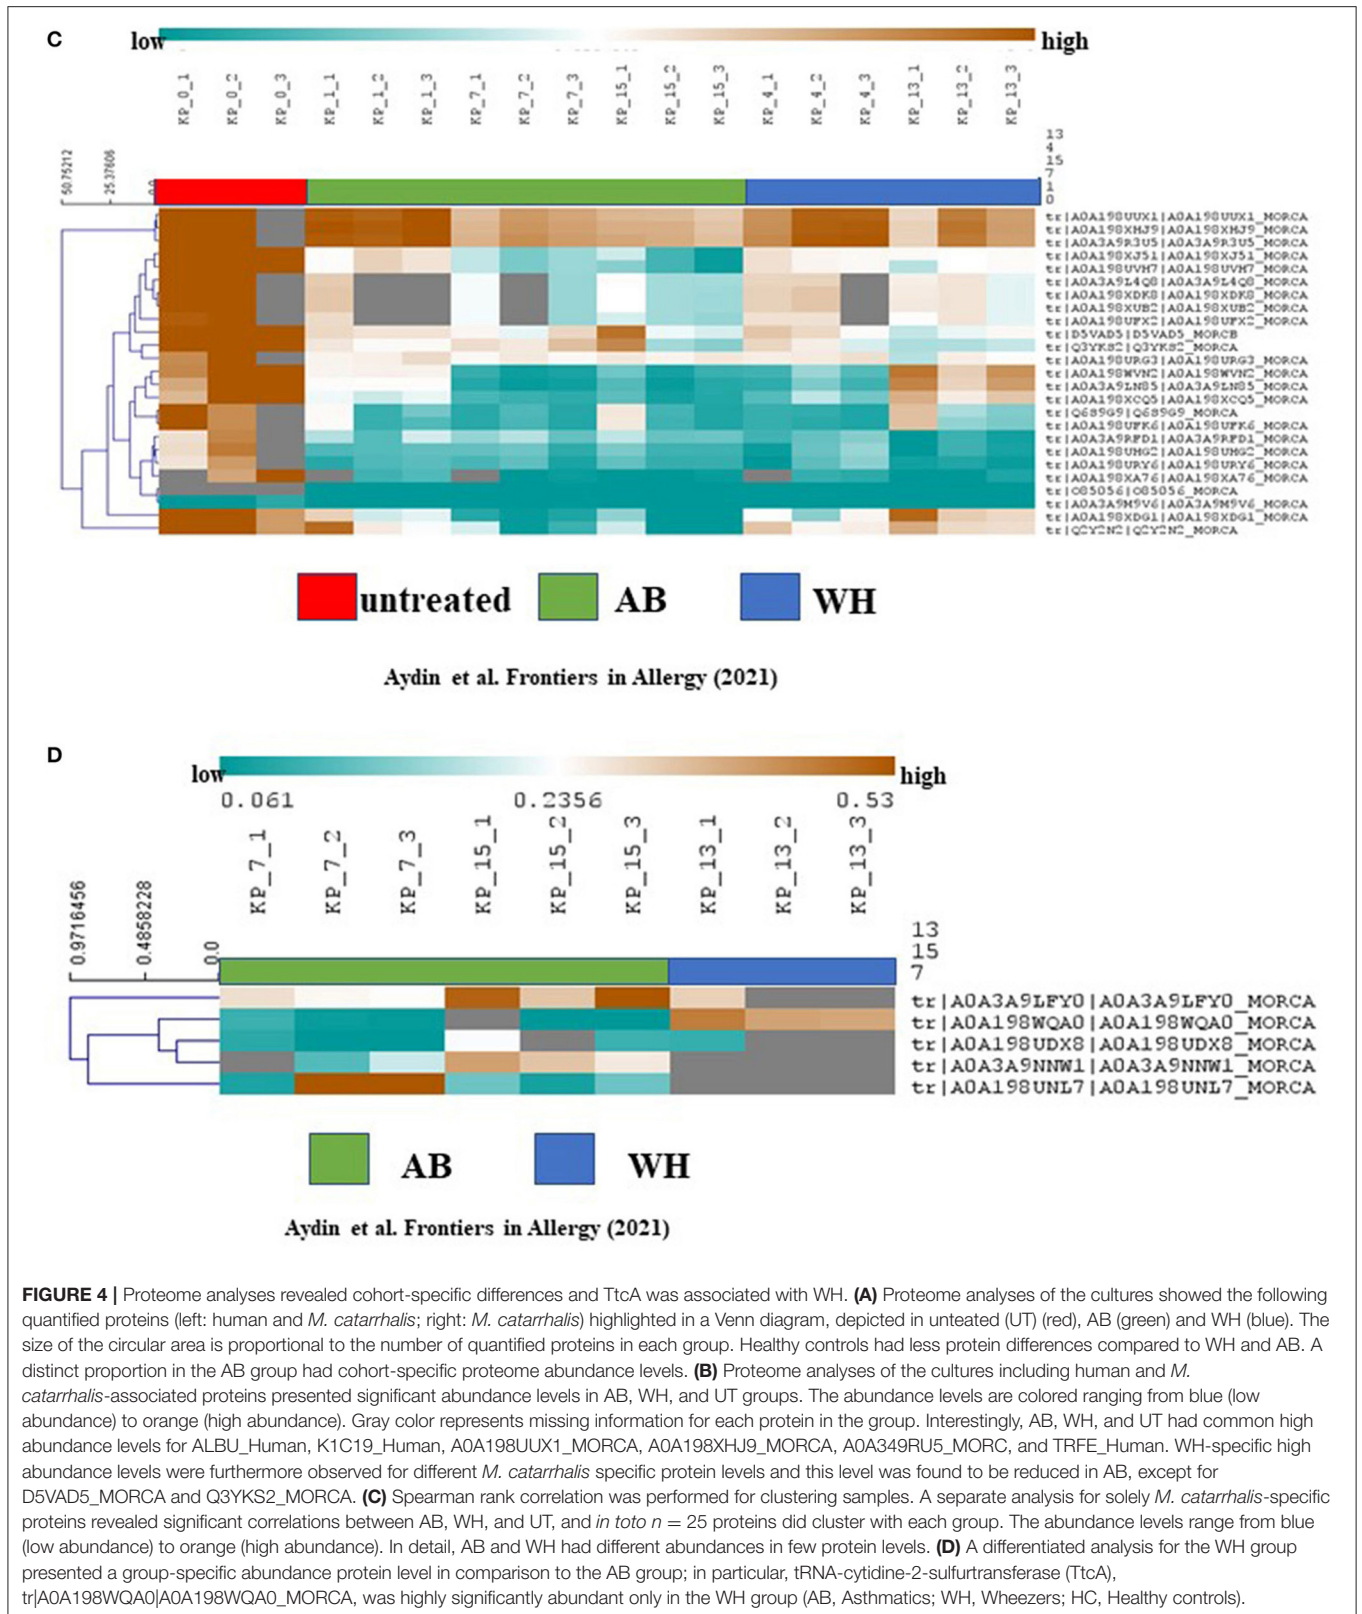 C
low
high
KP_0_1 KP_0_2 KP_0_3 KP_1_1 KP_1_2 KP_1_3 KP_7_1 KP_7_2 KP_7_3 KP_15_1 KP_15_2 KP_15_3 KP_4_1 KP_4_2 KP_4_3 KP_13_1 KP_13_2 KP_13_3
50.75212
25.37606
0.0
13
4
15
7
1
0
tr|A0A198UUX1|A0A198UUX1_MORCA
tr|A0A198XHJ9|A0A198XHJ9_MORCA
tr|A0A3A9R3U5|A0A3A9R3U5_MORCA
tr|A0A198XJ51|A0A198XJ51_MORCA
tr|A0A198UVH7|A0A198UVH7_MORCA
tr|A0A3A9L4Q8|A0A3A9L4Q8_MORCA
tr|A0A198XDK8|A0A198XDK8_MORCA
tr|A0A198XUB2|A0A198XUB2_MORCA
tr|A0A198UFX2|A0A198UFX2_MORCA
tr|D5VAD5|D5VAD5_MORCB
tr|Q3YKS2|Q3YKS2_MORCA
tr|A0A198URG3|A0A198URG3_MORCA
tr|A0A198WVN2|A0A198WVN2_MORCA
tr|A0A3A9LN85|A0A3A9LN85_MORCA
tr|A0A198XCQ5|A0A198XCQ5_MORCA
tr|Q6S9G9|Q6S9G9_MORCA
tr|A0A198UFK6|A0A198UFK6_MORCA
tr|A0A3A9RFD1|A0A3A9RFD1_MORCA
tr|A0A198UHG2|A0A198UHG2_MORCA
tr|A0A198URY6|A0A198URY6_MORCA
tr|A0A198XA76|A0A198XA76_MORCA
tr|O85056|O85056_MORCA
tr|A0A3A9M9V6|A0A3A9M9V6_MORCA
tr|A0A198XDG1|A0A198XDG1_MORCA
tr|Q2Y2N2|Q2Y2N2_MORCA
untreated AB WH
Aydin et al. Frontiers in Allergy (2021)
D
low
high
0.061 0.2356 0.53
KP_7_1 KP_7_2 KP_7_3 KP_15_1 KP_15_2 KP_15_3 KP_13_1 KP_13_2 KP_13_3
0.9716456
0.4858228
0.0
13
15
7
tr|A0A3A9LFY0|A0A3A9LFY0_MORCA
tr|A0A198WQA0|A0A198WQA0_MORCA
tr|A0A198UDX8|A0A198UDX8_MORCA
tr|A0A3A9NNW1|A0A3A9NNW1_MORCA
tr|A0A198UNL7|A0A198UNL7_MORCA
AB WH
Aydin et al. Frontiers in Allergy (2021)
FIGURE 4 | Proteome analyses revealed cohort-specific differences and TtcA was associated with WH. (A) Proteome analyses of the cultures showed the following
quantified proteins (left: human and M. catarrhalis; right: M. catarrhalis) highlighted in a Venn diagram, depicted in unteated (UT) (red), AB (green) and WH (blue). The
size of the circular area is proportional to the number of quantified proteins in each group. Healthy controls had less protein differences compared to WH and AB. A
distinct proportion in the AB group had cohort-specific proteome abundance levels. (B) Proteome analyses of the cultures including human and M.
catarrhalis-associated proteins presented significant abundance levels in AB, WH, and UT groups. The abundance levels are colored ranging from blue (low
abundance) to orange (high abundance). Gray color represents missing information for each protein in the group. Interestingly, AB, WH, and UT had common high
abundance levels for ALBU_Human, K1C19_Human, A0A198UUX1_MORCA, A0A198XHJ9_MORCA, A0A349RU5_MORC, and TRFE_Human. WH-specific high
abundance levels were furthermore observed for different M. catarrhalis specific protein levels and this level was found to be reduced in AB, except for
D5VAD5_MORCA and Q3YKS2_MORCA. (C) Spearman rank correlation was performed for clustering samples. A separate analysis for solely M. catarrhalis-specific
proteins revealed significant correlations between AB, WH, and UT, and in toto n = 25 proteins did cluster with each group. The abundance levels range from blue
(low abundance) to orange (high abundance). In detail, AB and WH had different abundances in few protein levels. (D) A differentiated analysis for the WH group
presented a group-specific abundance protein level in comparison to the AB group; in particular, tRNA-cytidine-2-sulfurtransferase (TtcA),
tr|A0A198WQA0|A0A198WQA0_MORCA, was highly significantly abundant only in the WH group (AB, Asthmatics; WH, Wheezers; HC, Healthy controls).